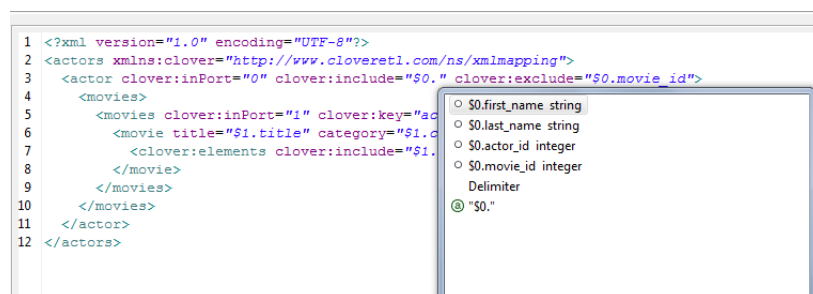 1 <?xml version="1.0" encoding="UTF-8"?>
2 <actors xmlns:clover="http://www.cloveretl.com/ns/xmlmapping">
3 <actor clover:inPort="0" clover:include="$0." clover:exclude="$0.movie_id">
4 <movies>
5 <movies clover:inPort="1" clover:key="ac
6 <movie title="$1.title" category="$1.c
7 <clover:elements clover:include="$1.
8 </movie>
9 </movies>
10 </movies>
11 </actor>
12 </actors>
$0.first_name string
$0.last_name string
$0.actor_id integer
$0.movie_id integer
Delimiter
a "$0."